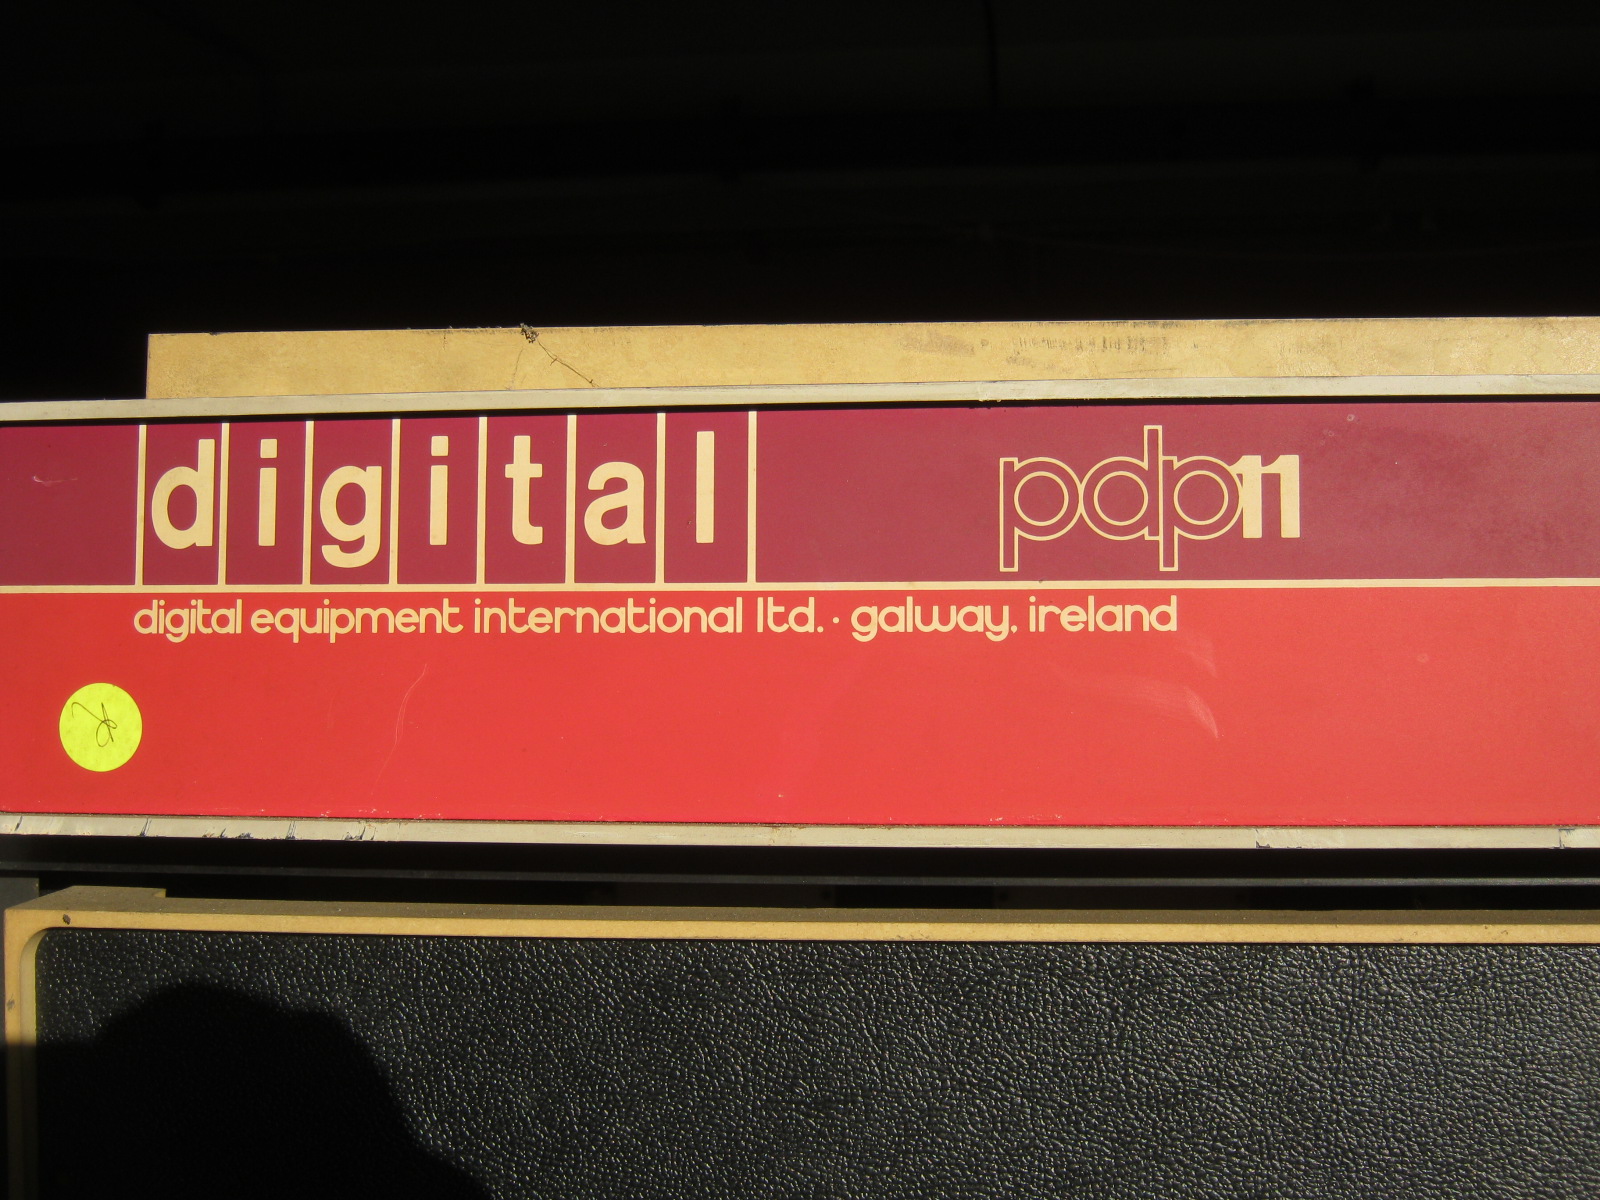 digital pdp11
digital equipment international ltd. · galway, ireland